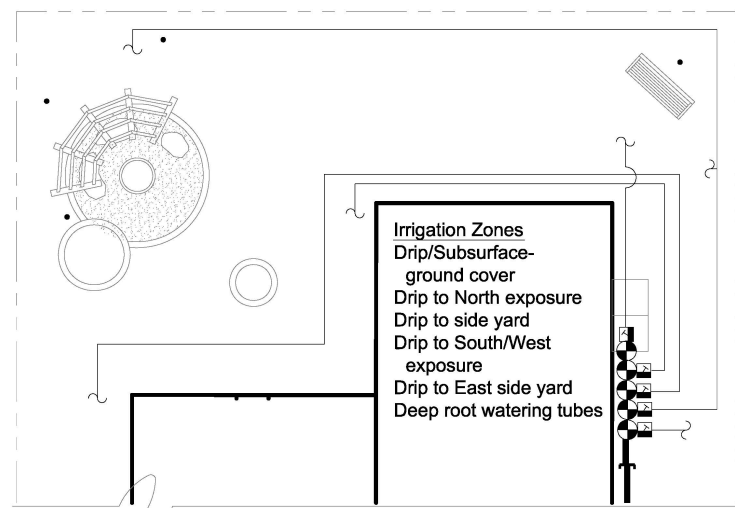 Irrigation Zones
Drip/Subsurface-
ground cover
Drip to North exposure
Drip to side yard
Drip to South/West
exposure
Drip to East side yard
Deep root watering tubes